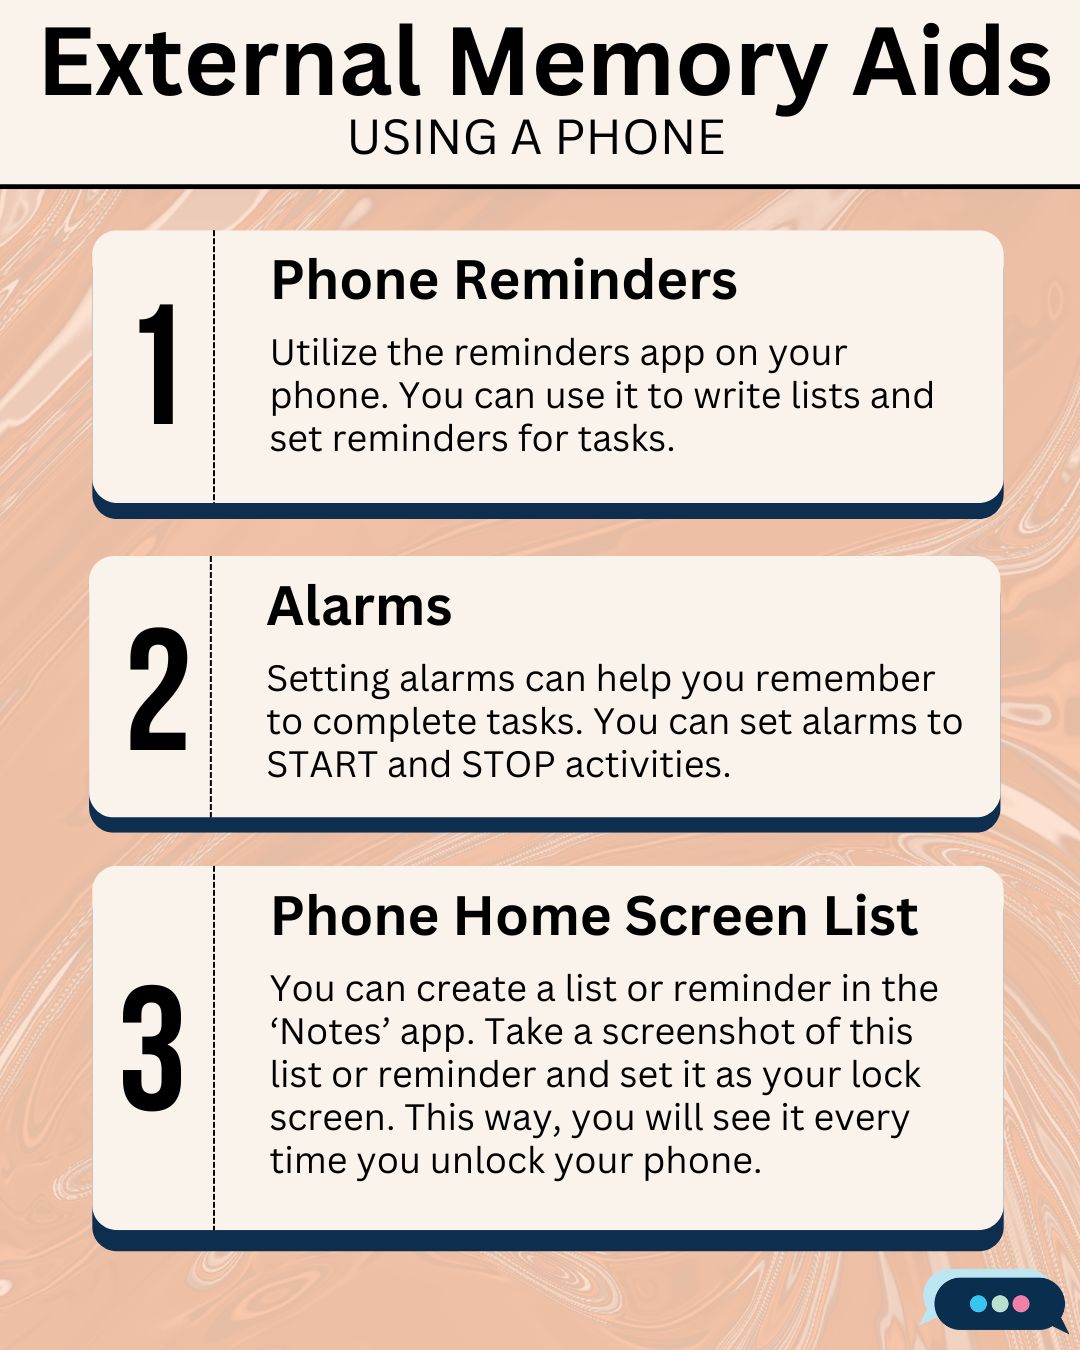 External Memory Aids
USING A PHONE
1
Phone Reminders
Utilize the reminders app on your
phone. You can use it to write lists and
set reminders for tasks.
2
Alarms
Setting alarms can help you remember
to complete tasks. You can set alarms to
START and STOP activities.
3
Phone Home Screen List
You can create a list or reminder in the
‘Notes’ app. Take a screenshot of this
list or reminder and set it as your lock
screen. This way, you will see it every
time you unlock your phone.